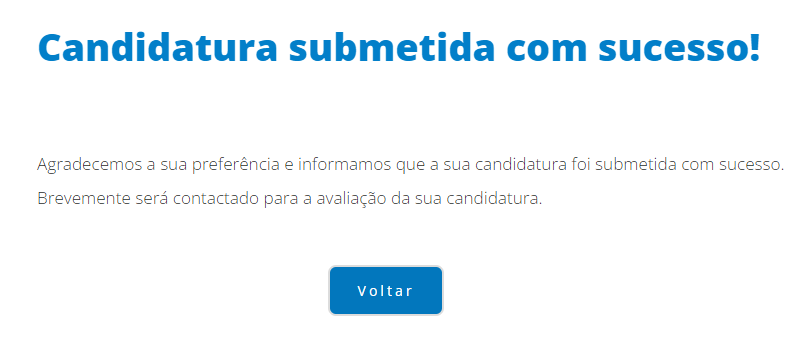 Candidatura submetida com sucesso!
Agradecemos a sua preferência e informamos que a sua candidatura foi submetida com sucesso.
Brevemente será contactado para a avaliação da sua candidatura.
Voltar